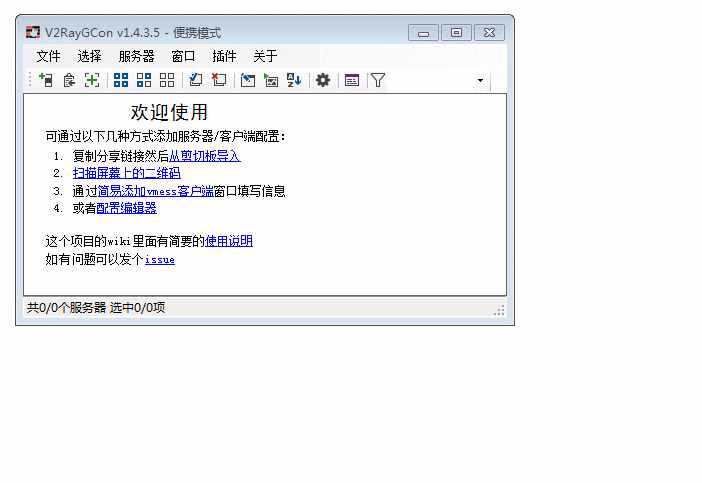 V2RayGCon v1.4.3.5 - 便携模式
文件 选择 服务器 窗口 插件 关于
欢迎使用
可通过以下几种方式添加服务器/客户端配置:
1. 复制分享链接然后从剪切板导入
2. 扫描屏幕上的二维码
3. 通过简易添加vmess客户端窗口填写信息
4. 或者配置编辑器
这个项目的wiki里面有简要的使用说明
如有问题可以发个issue
共0/0个服务器 选中0/0项